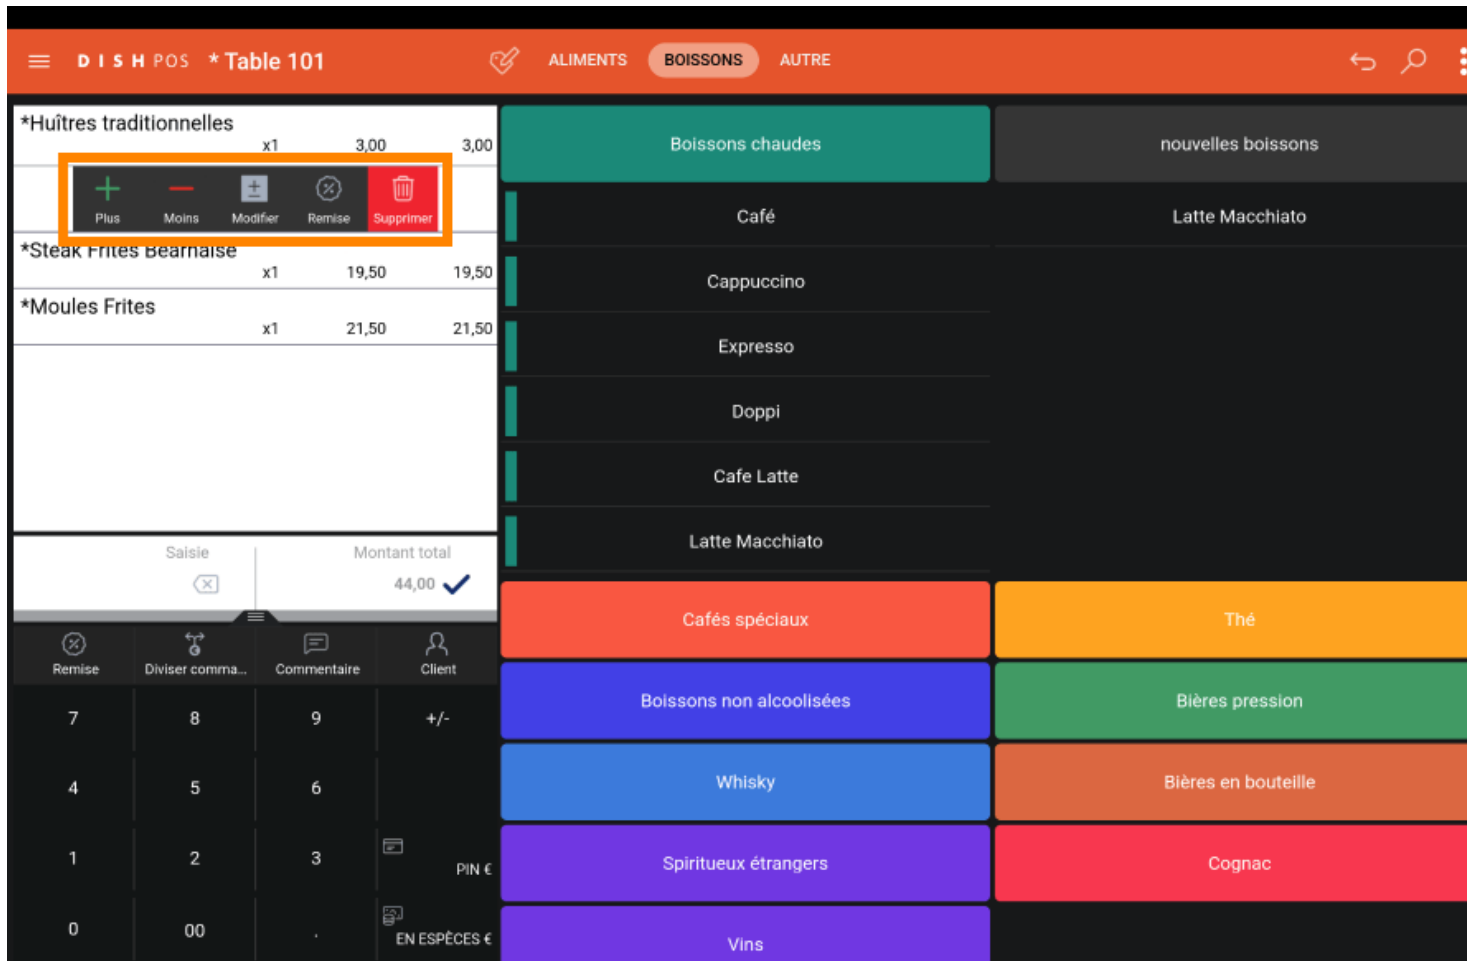 DISH POS * Table 101
ALIMENTS BOISSONS AUTRE
*Huîtres traditionnelles
x1 3,00 3,00
Plus Moins Modifier Remise Supprimer
*Steak Frites Béarnaise
x1 19,50 19,50
*Moules Frites
x1 21,50 21,50
Saisie Montant total
44,00
Remise Diviser comma... Commentaire Client
7 8 9 +/-
4 5 6
1 2 3 PIN €
0 00 . EN ESPÈCES €
Boissons chaudes nouvelles boissons
Café Latte Macchiato
Cappuccino
Expresso
Doppi
Cafe Latte
Latte Macchiato
Cafés spéciaux Thé
Boissons non alcoolisées Bières pression
Whisky Bières en bouteille
Spiritueux étrangers Cognac
Vins